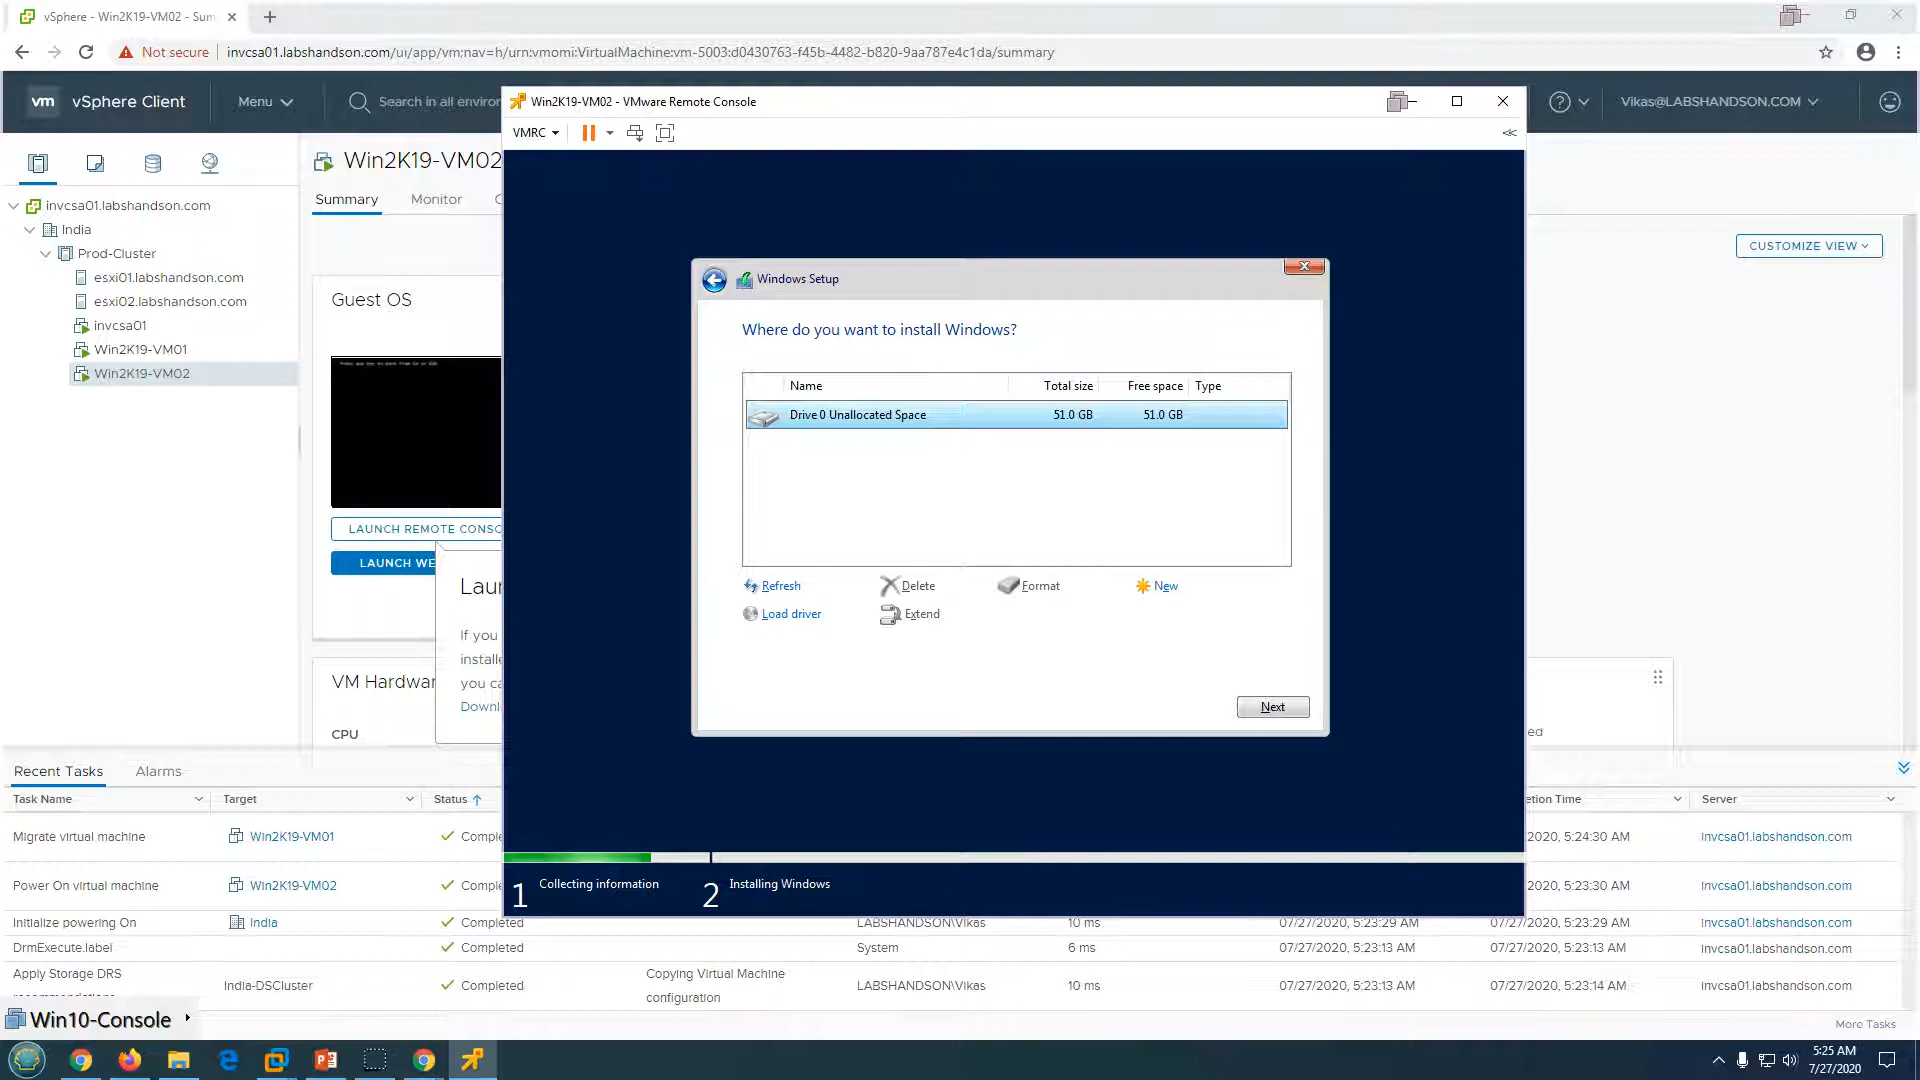 vSphere - Win2K19-VM02 - Sum
Not secure
invcsa01.labshandson.com/ui/app/vm;nav=h/urn:vmomi:VirtualMachine:vm-5003:d0430763-f45b-4482-b820-9aa787e4c1da/summary
vm vSphere Client
Menu
Search in all enviror
Vikas@LABSHANDSON.COM
Win2K19-VM02 - VMware Remote Console
VMRC
invcsa01.labshandson.com
India
Prod-Cluster
esxi01.labshandson.com
esxi02.labshandson.com
invcsa01
Win2K19-VM01
Win2K19-VM02
Win2K19-VM02
Summary
Monitor
C
CUSTOMIZE VIEW
Guest OS
LAUNCH REMOTE CONSO
LAUNCH WE
Laun
If you
installe
you ca
Downl
VM Hardwar
CPU
ed
Windows Setup
Where do you want to install Windows?
Name Total size Free space Type
Drive 0 Unallocated Space 51.0 GB 51.0 GB
Refresh
Delete
Format
New
Load driver
Extend
Next
1 Collecting information
2 Installing Windows
Recent Tasks
Alarms
Task Name Target Status etion Time Server
Migrate virtual machine Win2K19-VM01 Comple 2020, 5:24:30 AM invcsa01.labshandson.com
Power On virtual machine Win2K19-VM02 Comple 2020, 5:23:30 AM invcsa01.labshandson.com
Initialize powering On India Completed LABSHANDSON\Vikas 10 ms 07/27/2020, 5:23:29 AM 07/27/2020, 5:23:29 AM invcsa01.labshandson.com
DrmExecute.label Completed System 6 ms 07/27/2020, 5:23:13 AM 07/27/2020, 5:23:13 AM invcsa01.labshandson.com
Apply Storage DRS
India-DSCluster Completed
Copying Virtual Machine
configuration
LABSHANDSON\Vikas 10 ms 07/27/2020, 5:23:13 AM 07/27/2020, 5:23:14 AM invcsa01.labshandson.com
Win10-Console
More Tasks
5:25 AM
7/27/2020